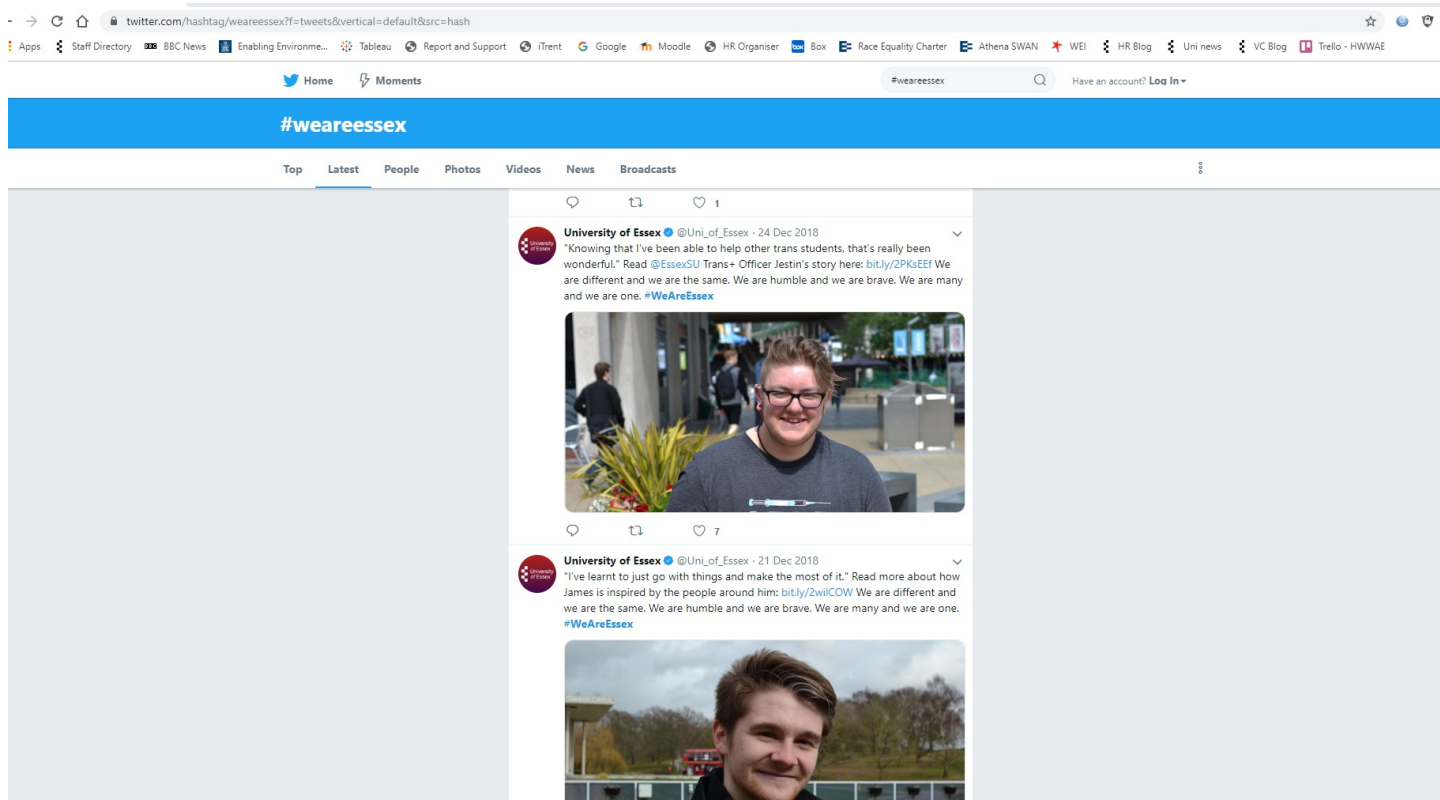 twitter.com/hashtag/weareessex?f=tweets&vertical=default&src=hash
Apps Staff Directory BBC News Enabling Environme... Tableau Report and Support iTrent Google Moodle HR Organiser Box Race Equality Charter Athena SWAN WEI HR Blog Uni news VC Blog Trello - HWWAE
Home Moments #weareessex Have an account? Log In
#weareessex
Top Latest People Photos Videos News Broadcasts
1
University of Essex @Uni_of_Essex · 24 Dec 2018
"Knowing that I've been able to help other trans students, that's really been
wonderful." Read @EssexSU Trans+ Officer Jestin's story here: bit.ly/2PKsEEf We
are different and we are the same. We are humble and we are brave. We are many
and we are one. #WeAreEssex
7
University of Essex @Uni_of_Essex · 21 Dec 2018
"I've learnt to just go with things and make the most of it." Read more about how
James is inspired by the people around him: bit.ly/2wilCOW We are different and
we are the same. We are humble and we are brave. We are many and we are one.
#WeAreEssex